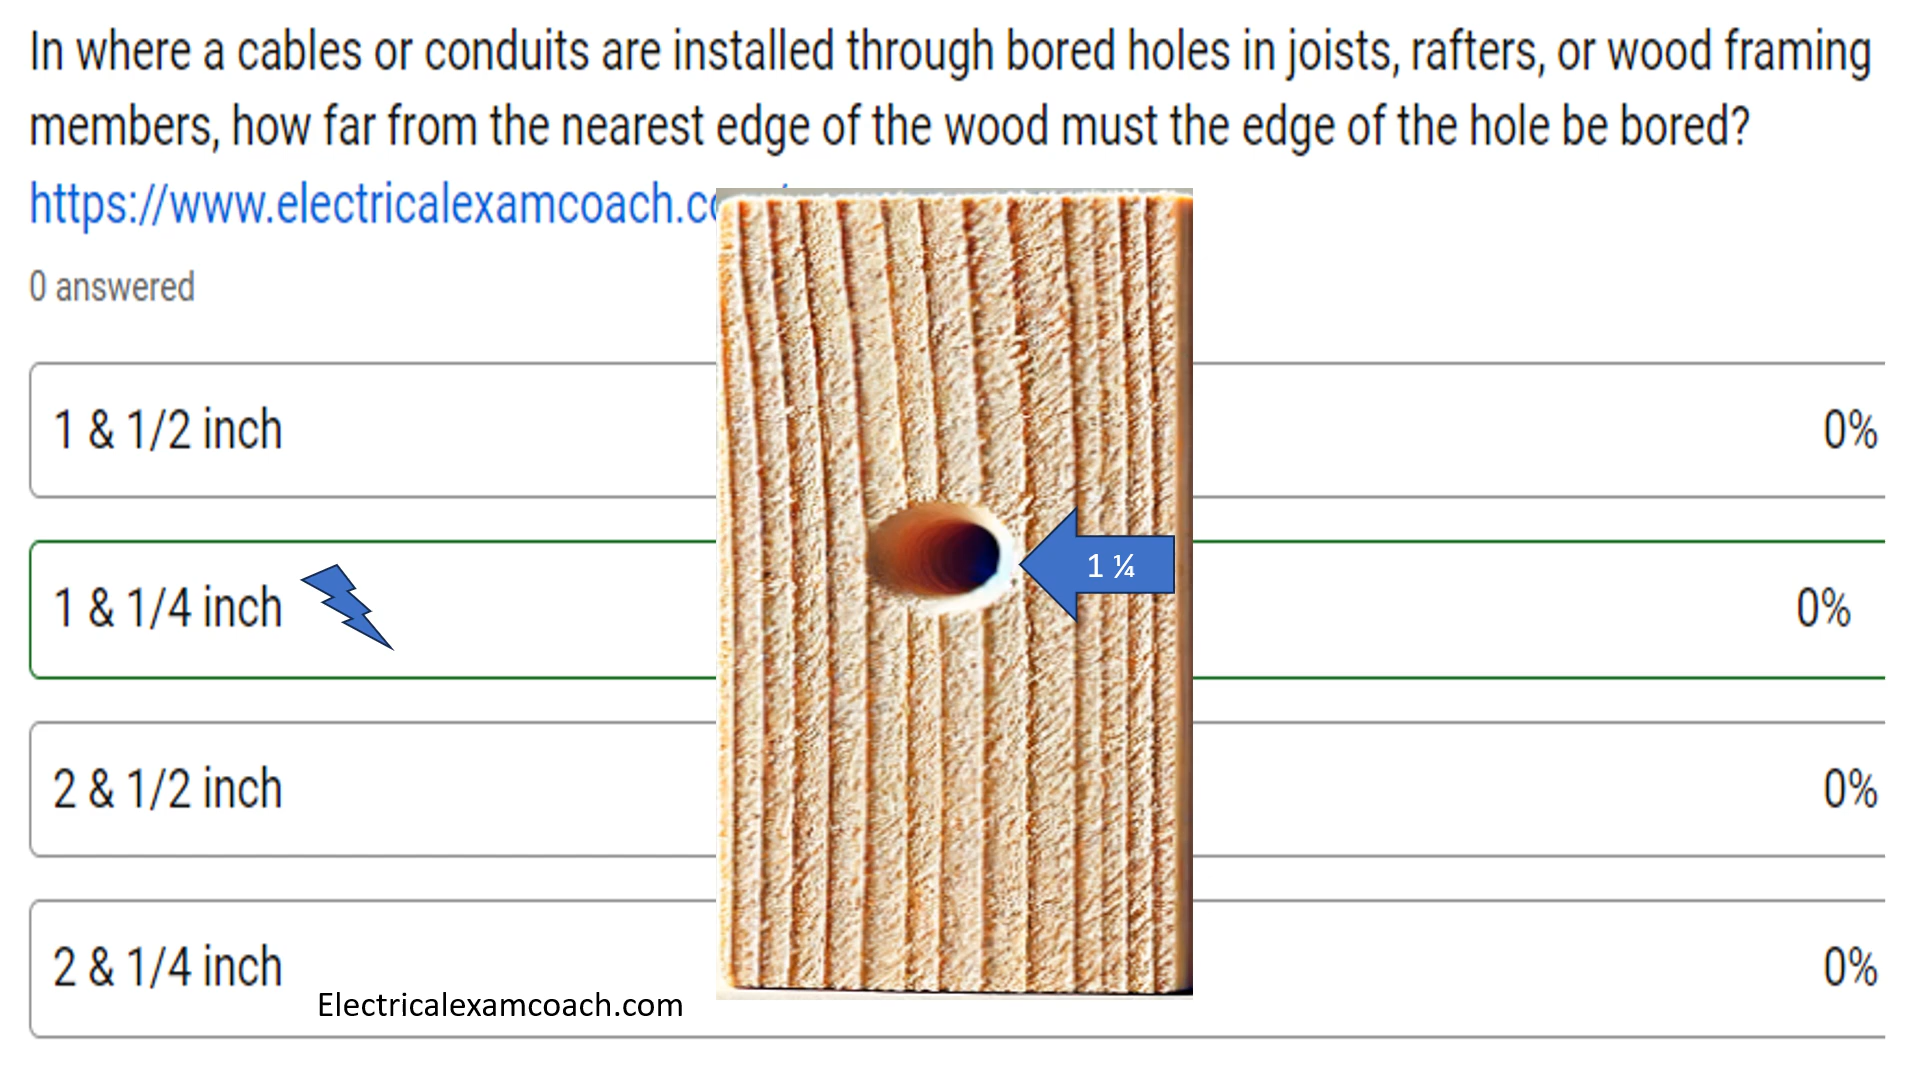 In where a cables or conduits are installed through bored holes in joists, rafters, or wood framing
members, how far from the nearest edge of the wood must the edge of the hole be bored?
https://www.electricalexamcoach.co
0 answered
1 & 1/2 inch 0%
1 & 1/4 inch 0%
1 ¼
2 & 1/2 inch 0%
2 & 1/4 inch 0%
Electricalexamcoach.com